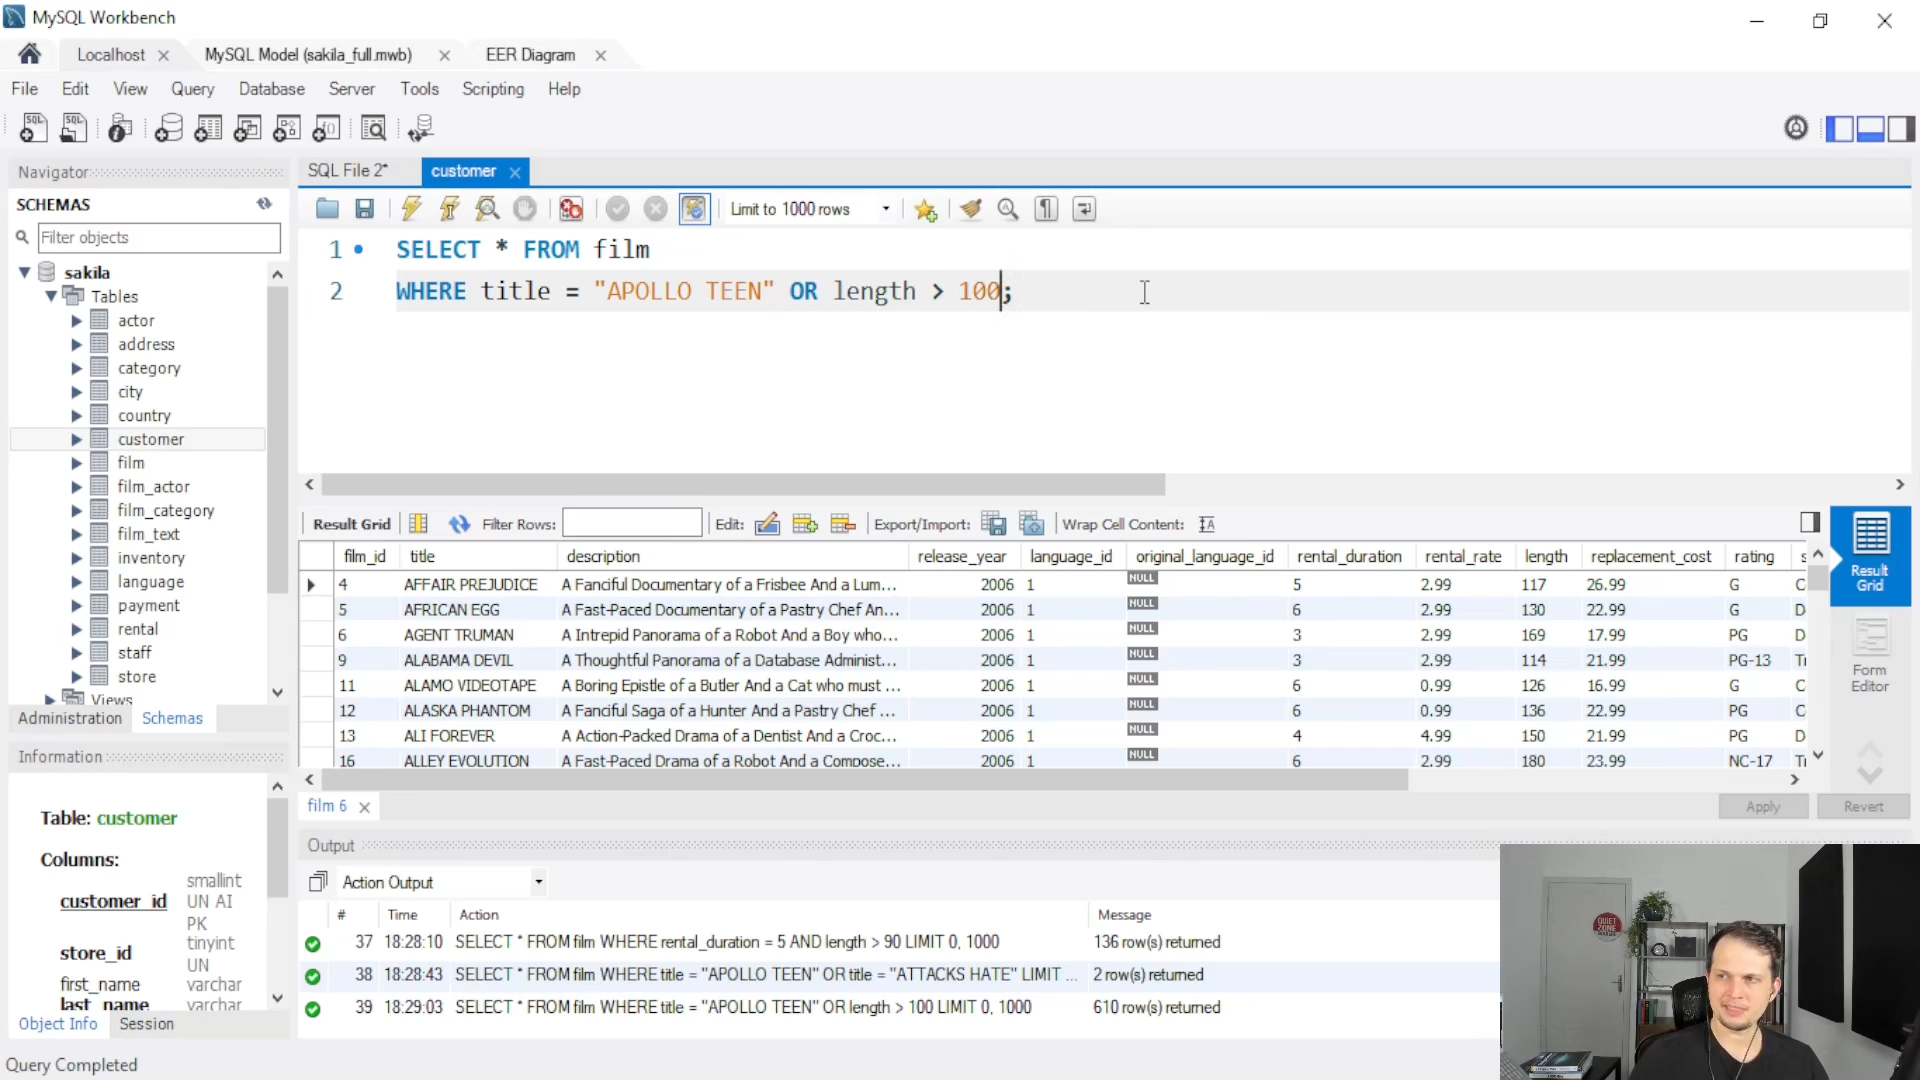 MySQL Workbench
Localhost
MySQL Model (sakila_full.mwb)
EER Diagram
File Edit View Query Database Server Tools Scripting Help
Navigator
SCHEMAS
Filter objects
sakila
Tables
actor
address
category
city
country
customer
film
film_actor
film_category
film_text
inventory
language
payment
rental
staff
store
Views
Administration Schemas
Information
Table: customer
Columns:
customer_id smallint UN AI PK
store_id tinyint UN
first_name varchar
last_name varchar
Object Info Session
SQL File 2* customer
Limit to 1000 rows
1 SELECT * FROM film
2 WHERE title = "APOLLO TEEN" OR length > 100;
Result Grid Filter Rows: Edit: Export/Import: Wrap Cell Content:
film_id title description release_year language_id original_language_id rental_duration rental_rate length replacement_cost rating s
4 AFFAIR PREJUDICE A Fanciful Documentary of a Frisbee And a Lum... 2006 1 NULL 5 2.99 117 26.99 G C
5 AFRICAN EGG A Fast-Paced Documentary of a Pastry Chef An... 2006 1 NULL 6 2.99 130 22.99 G D
6 AGENT TRUMAN A Intrepid Panorama of a Robot And a Boy who... 2006 1 NULL 3 2.99 169 17.99 PG D
9 ALABAMA DEVIL A Thoughtful Panorama of a Database Administ... 2006 1 NULL 3 2.99 114 21.99 PG-13 Tr
11 ALAMO VIDEOTAPE A Boring Epistle of a Butler And a Cat who must ... 2006 1 NULL 6 0.99 126 16.99 G C
12 ALASKA PHANTOM A Fanciful Saga of a Hunter And a Pastry Chef ... 2006 1 NULL 6 0.99 136 22.99 PG C
13 ALI FOREVER A Action-Packed Drama of a Dentist And a Croc... 2006 1 NULL 4 4.99 150 21.99 PG D
16 ALLEY EVOLUTION A Fast-Paced Drama of a Robot And a Compose... 2006 1 NULL 6 2.99 180 23.99 NC-17 Tr
Result Grid
Form Editor
film 6
Apply Revert
Output
Action Output
# Time Action Message
37 18:28:10 SELECT * FROM film WHERE rental_duration = 5 AND length > 90 LIMIT 0, 1000 136 row(s) returned
38 18:28:43 SELECT * FROM film WHERE title = "APOLLO TEEN" OR title = "ATTACKS HATE" LIMIT ... 2 row(s) returned
39 18:29:03 SELECT * FROM film WHERE title = "APOLLO TEEN" OR length > 100 LIMIT 0, 1000 610 row(s) returned
QUIET
ZONE
Query Completed